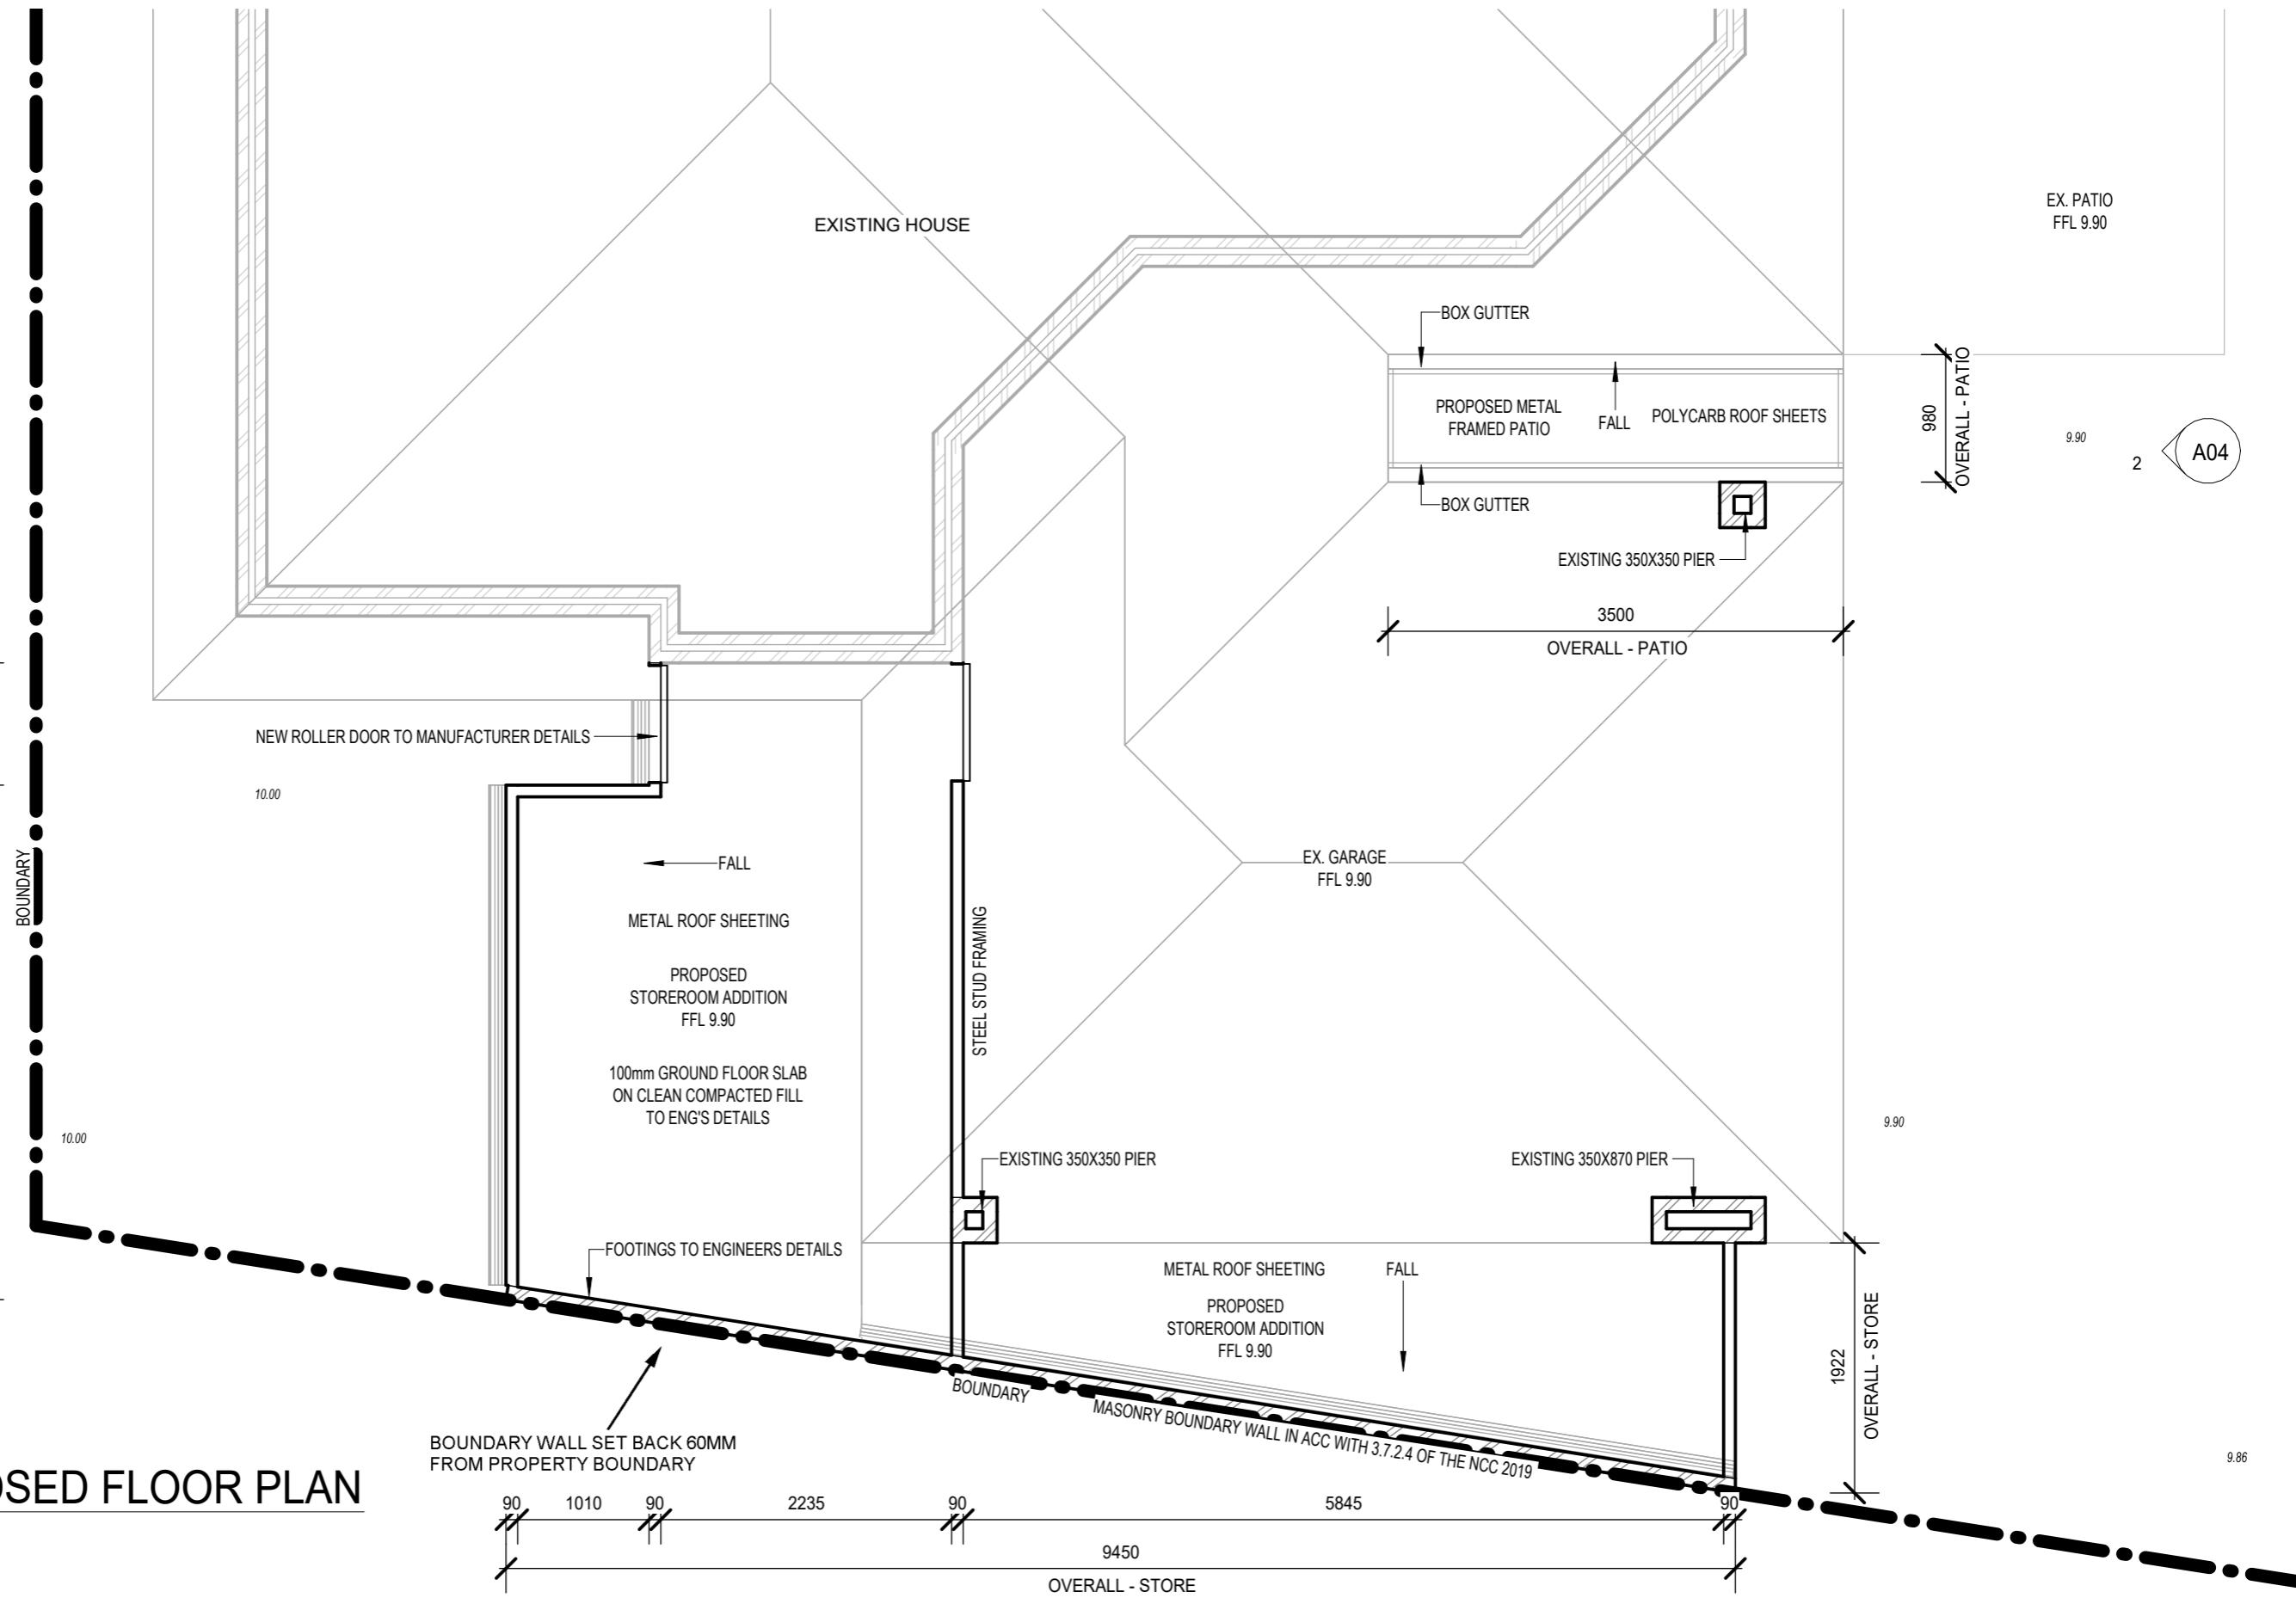 EXISTING HOUSE
EX. PATIO
FFL 9.90
BOX GUTTER
PROPOSED METAL
FRAMED PATIO
FALL
POLYCARB ROOF SHEETS
980
OVERALL - PATIO
9.90
2
A04
BOX GUTTER
EXISTING 350X350 PIER
3500
OVERALL - PATIO
NEW ROLLER DOOR TO MANUFACTURER DETAILS
10.00
BOUNDARY
FALL
EX. GARAGE
FFL 9.90
METAL ROOF SHEETING
PROPOSED
STOREROOM ADDITION
FFL 9.90
STEEL STUD FRAMING
100mm GROUND FLOOR SLAB
ON CLEAN COMPACTED FILL
TO ENG'S DETAILS
10.00
9.90
EXISTING 350X350 PIER
EXISTING 350X870 PIER
FOOTINGS TO ENGINEERS DETAILS
METAL ROOF SHEETING
FALL
PROPOSED
STOREROOM ADDITION
FFL 9.90
1922
OVERALL - STORE
BOUNDARY
MASONRY BOUNDARY WALL IN ACC WITH 3.7.2.4 OF THE NCC 2019
BOUNDARY WALL SET BACK 60MM
FROM PROPERTY BOUNDARY
9.86
OSED FLOOR PLAN
90 1010 90 2235 90 5845 90
9450
OVERALL - STORE